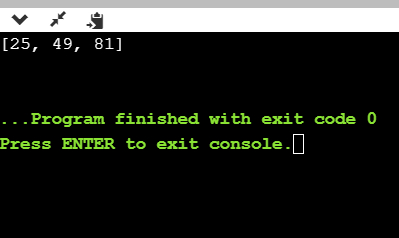 [25, 49, 81]
...Program finished with exit code 0
Press ENTER to exit console.